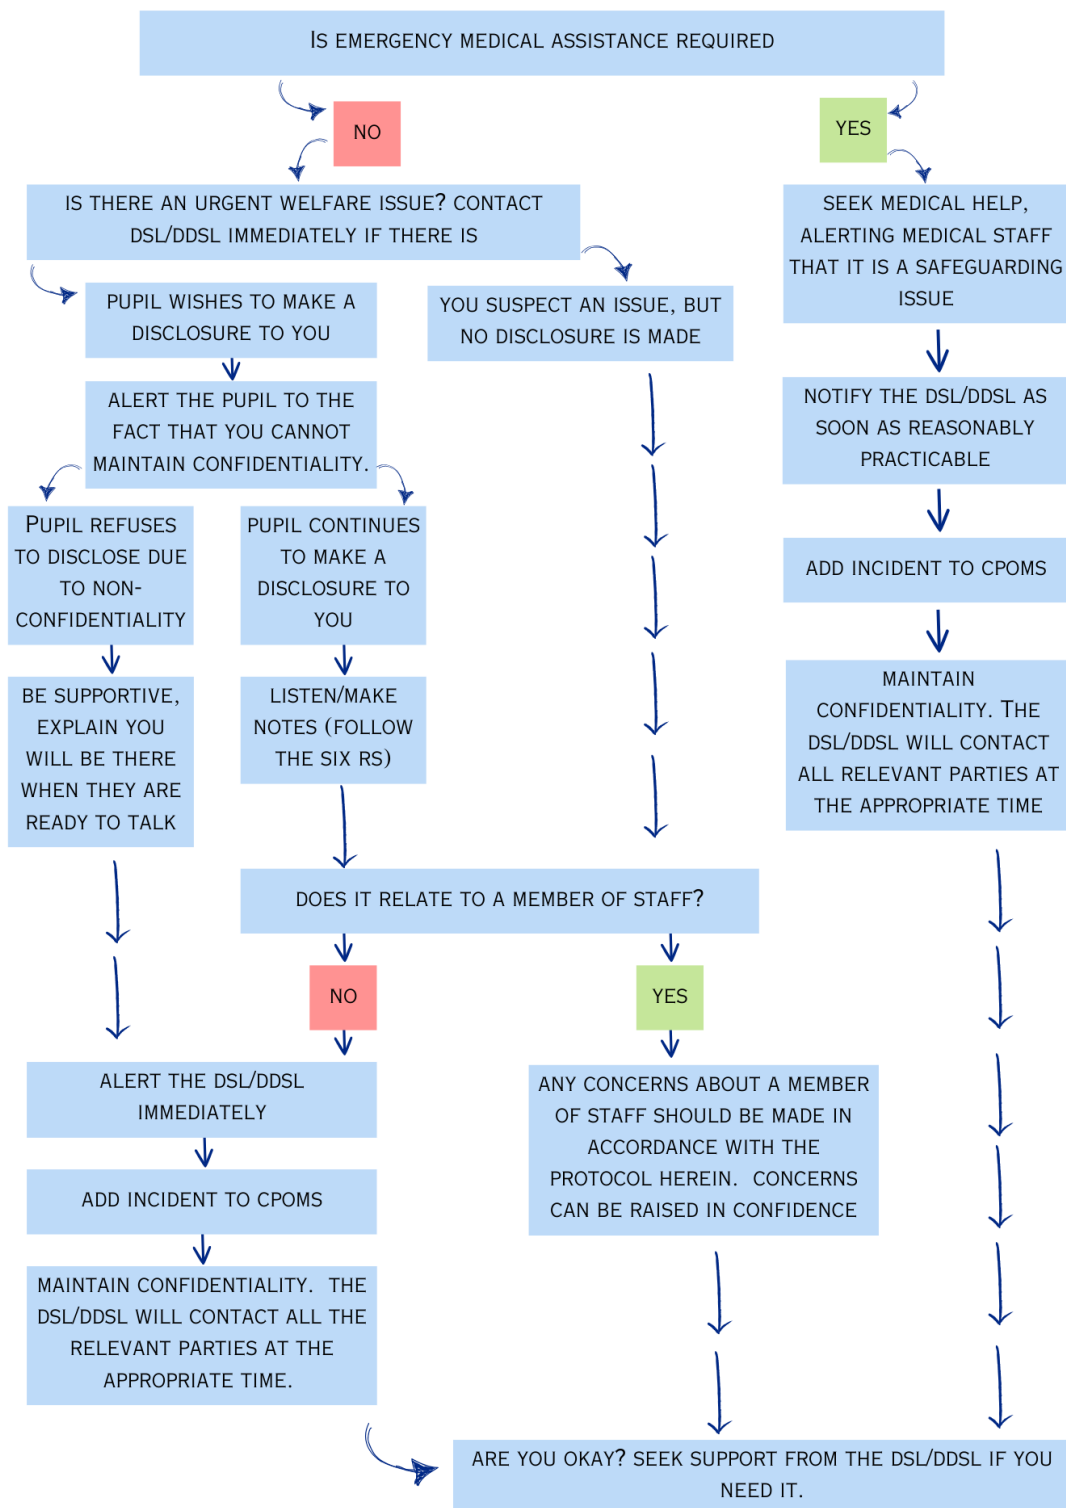 Is emergency medical assistance required
NO
YES
is there an urgent welfare issue? Contact
DSL/DDSL immediately if there is
seek medical help,
alerting medical staff
that it is a safeguarding
issue
pupil wishes to make a
disclosure to you
you suspect an issue, but
no disclosure is made
alert the pupil to the
fact that you cannot
maintain confidentiality.
notify the DSL/DDSL as
soon as reasonably
practicable
Pupil refuses
to disclose due
to non-
confidentiality
pupil continues
to make a
disclosure to
you
add incident to CPOMS
be supportive,
explain you
will be there
when they are
ready to talk
listen/make
notes (follow
the six Rs)
maintain
confidentiality. The
DSL/DDSL will contact
all relevant parties at
the appropriate time
does it relate to a member of staff?
NO
YES
alert the DSL/DDSL
immediately
any concerns about a member
of staff should be made in
accordance with the
protocol herein. Concerns
can be raised in confidence
add incident to CPOMS
maintain confidentiality. the
DSL/DDSL will contact all the
relevant parties at the
appropriate time.
are you okay? seek support from the DSL/DDSL if you
need it.